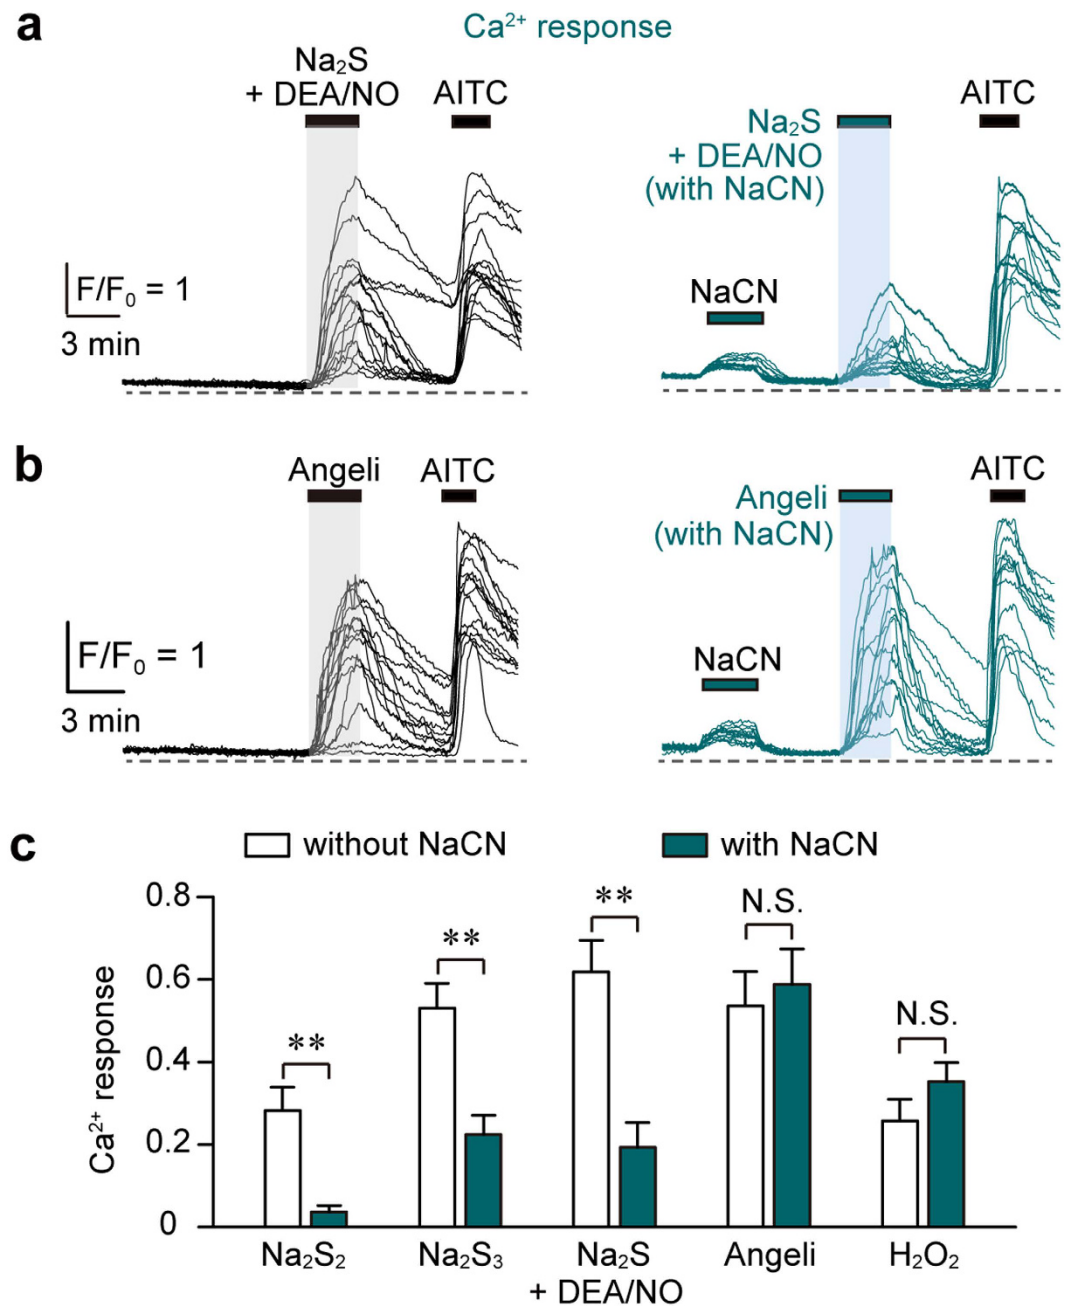 a
Ca²⁺ response
Na₂S
+ DEA/NO
AITC
F/F₀ = 1
3 min
AITC
Na₂S
+ DEA/NO
(with NaCN)
NaCN
b
Angeli
AITC
F/F₀ = 1
3 min
AITC
Angeli
(with NaCN)
NaCN
c
without NaCN
with NaCN
Ca²⁺ response
0.8
0.6
0.4
0.2
0
**
**
**
N.S.
N.S.
Na₂S₂
Na₂S₃
Na₂S
+ DEA/NO
Angeli
H₂O₂